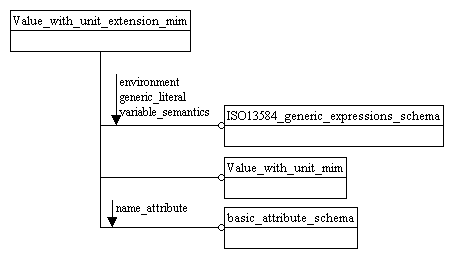 Value_with_unit_extension_mim
environment
generic_literal
variable_semantics
ISO13584_generic_expressions_schema
Value_with_unit_mim
name_attribute
basic_attribute_schema